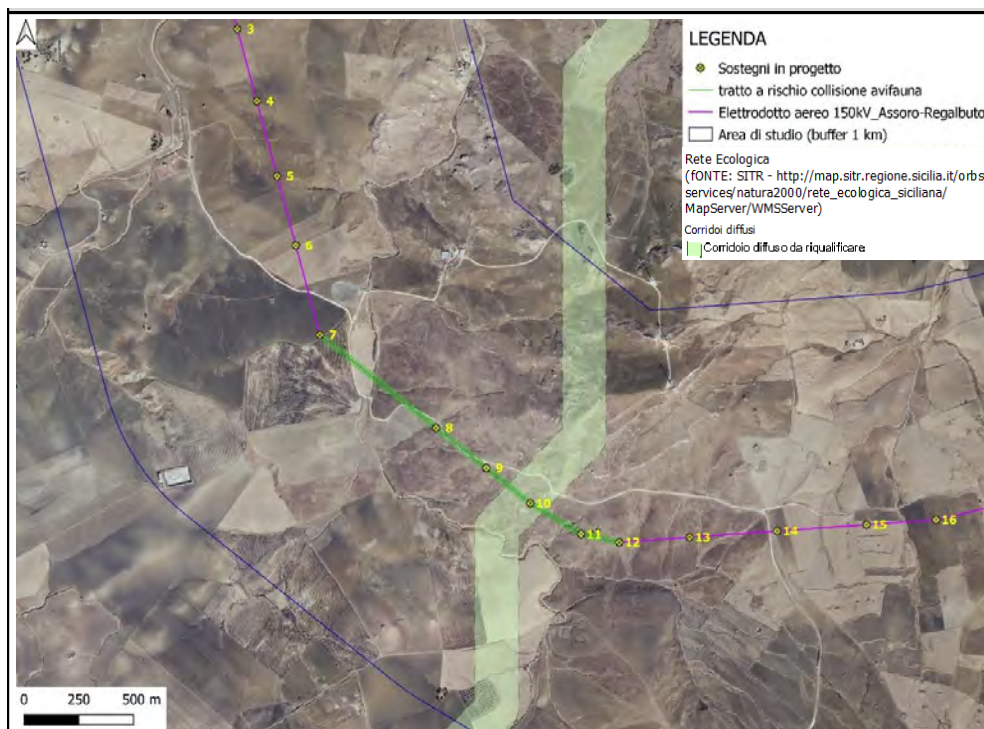 LEGENDA
Sostegni in progetto
tratto a rischio collisione avifauna
Elettrodotto aereo 150kV_Assoro-Regalbuto
Area di studio (buffer 1 km)
Rete Ecologica
(fONTE: SITR - http://map.sitr.regione.sicilia.it/orbs
services/natura2000/rete_ecologica_siciliana/
MapServer/WMSServer)
Corridoi diffusi
Corridoio diffuso da riqualificare
3
4
5
6
7
8
9
10
11
12
13
14
15
16
0 250 500 m